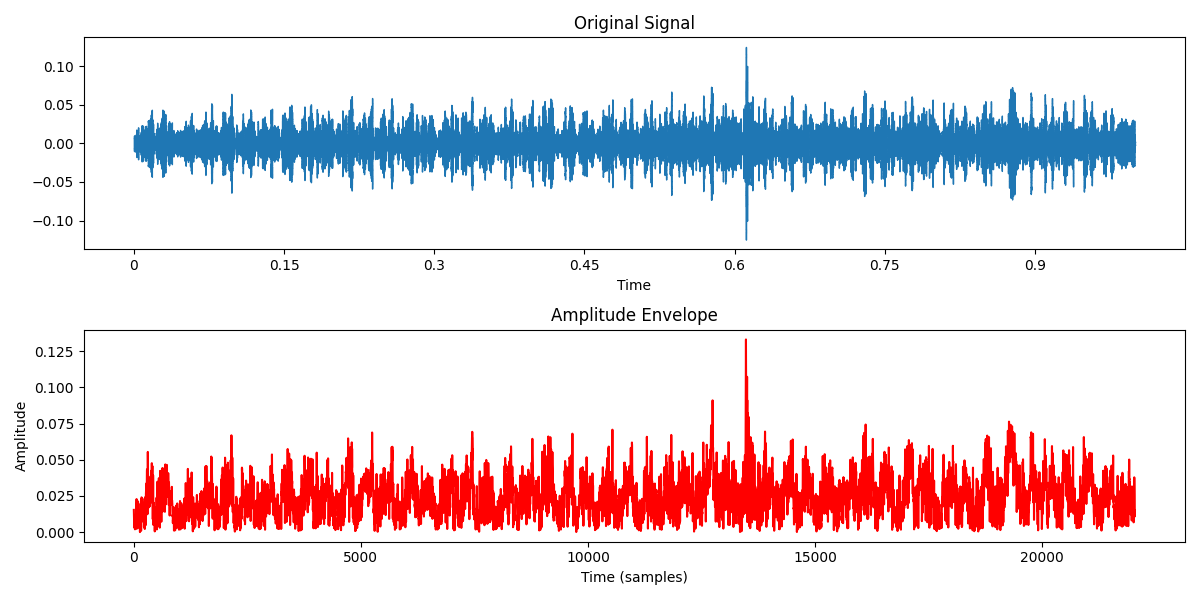 Original Signal
0.10
0.05
0.00
−0.05
−0.10
0 0.15 0.3 0.45 0.6 0.75 0.9
Time
Amplitude Envelope
Amplitude
0.125
0.100
0.075
0.050
0.025
0.000
0 5000 10000 15000 20000
Time (samples)